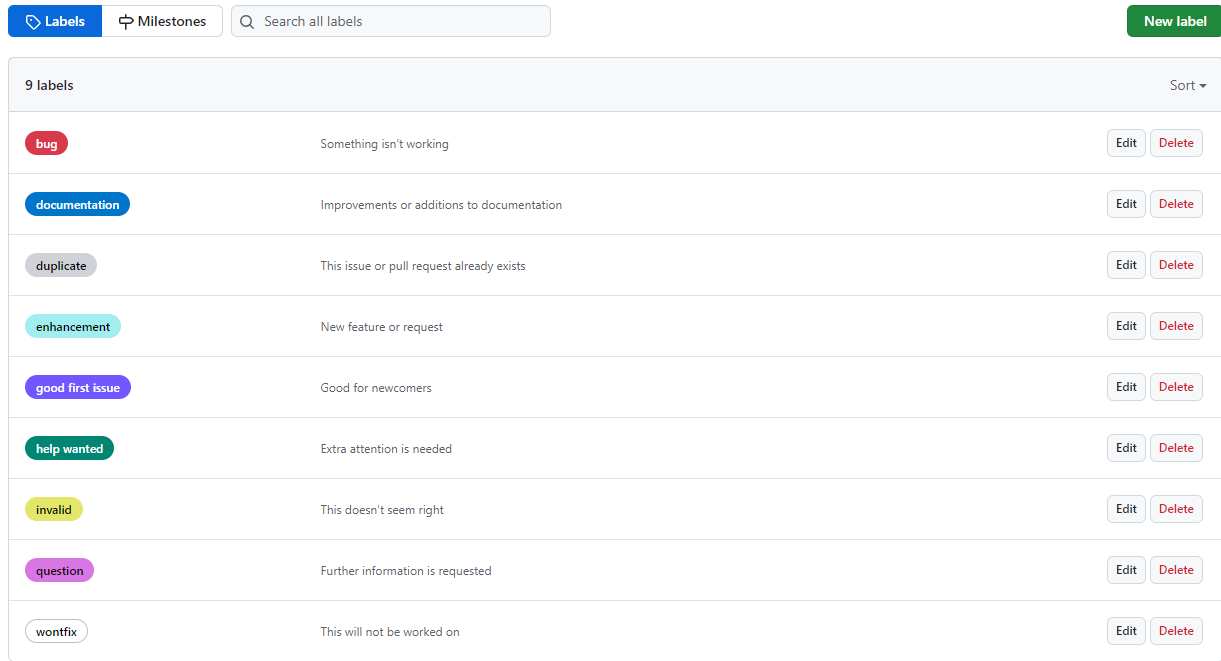 Labels Milestones Search all labels New label
9 labels Sort
bug Something isn't working Edit Delete
documentation Improvements or additions to documentation Edit Delete
duplicate This issue or pull request already exists Edit Delete
enhancement New feature or request Edit Delete
good first issue Good for newcomers Edit Delete
help wanted Extra attention is needed Edit Delete
invalid This doesn't seem right Edit Delete
question Further information is requested Edit Delete
wontfix This will not be worked on Edit Delete